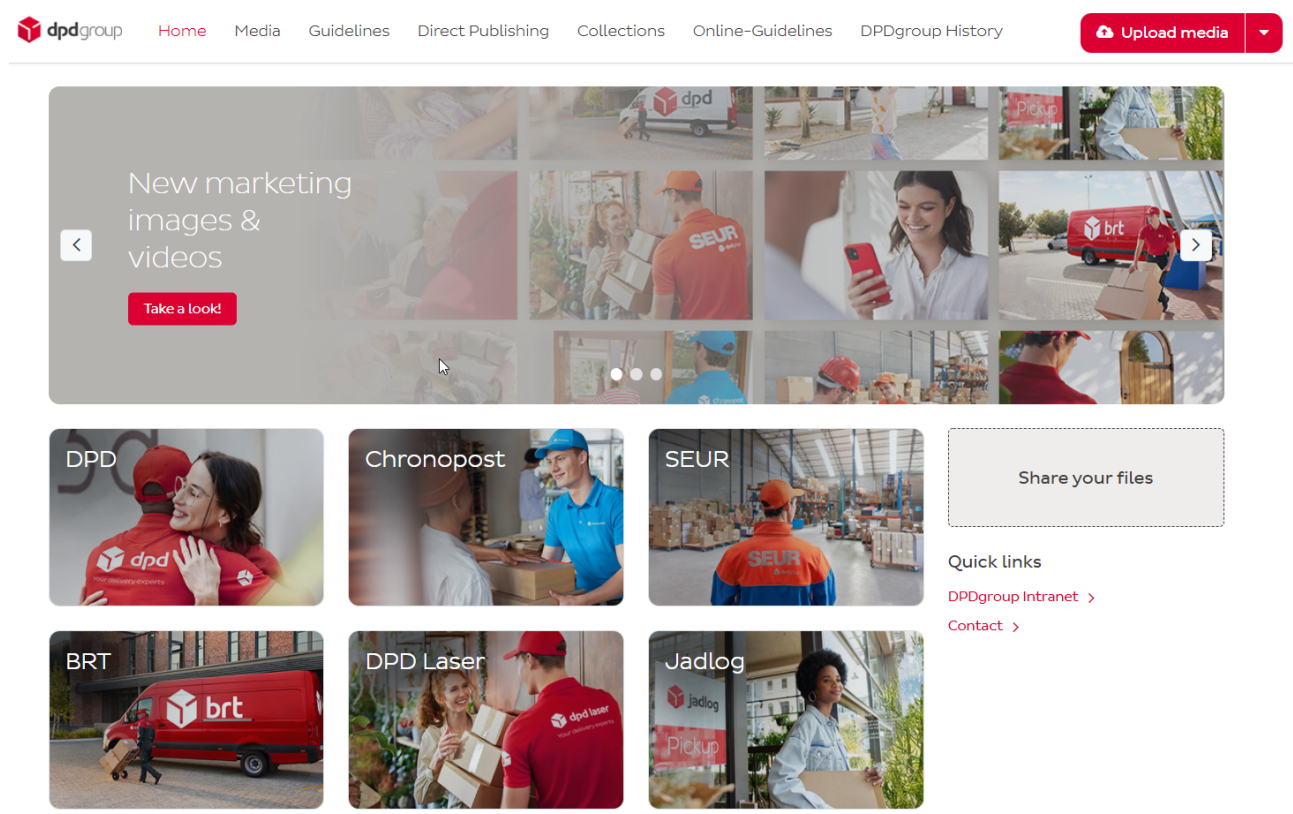 dpdgroup
Home
Media
Guidelines
Direct Publishing
Collections
Online-Guidelines
DPDgroup History
Upload media
New marketing
images &
videos
Take a look!
dpd
Pickup
SEUR
brt
chronopost
DPD
dpd
Your delivery experts
Chronopost
SEUR
SEUR
Share your files
Quick links
DPDgroup Intranet
Contact
BRT
brt
DPD Laser
dpd laser
Your delivery experts
Jadlog
jadlog
Pickup